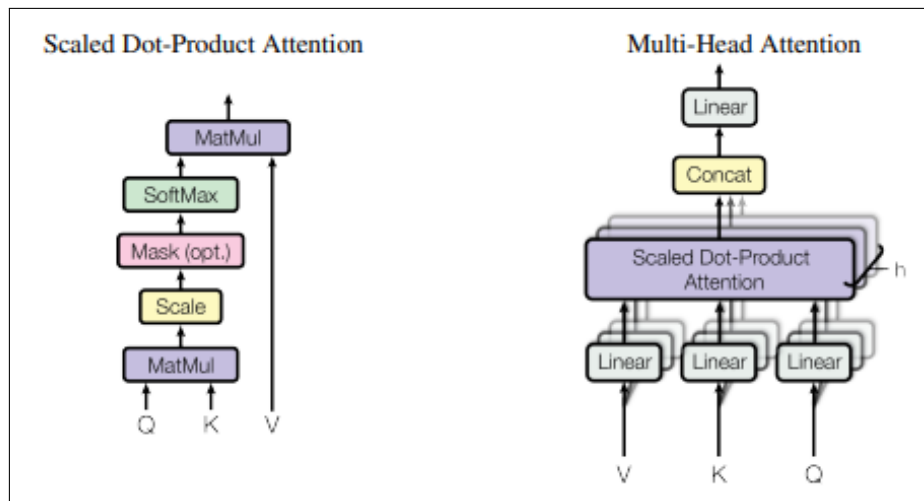 Scaled Dot-Product Attention
MatMul
SoftMax
Mask (opt.)
Scale
MatMul
Q K V
Multi-Head Attention
Linear
Concat
Scaled Dot-Product
Attention
h
Linear Linear Linear
V K Q